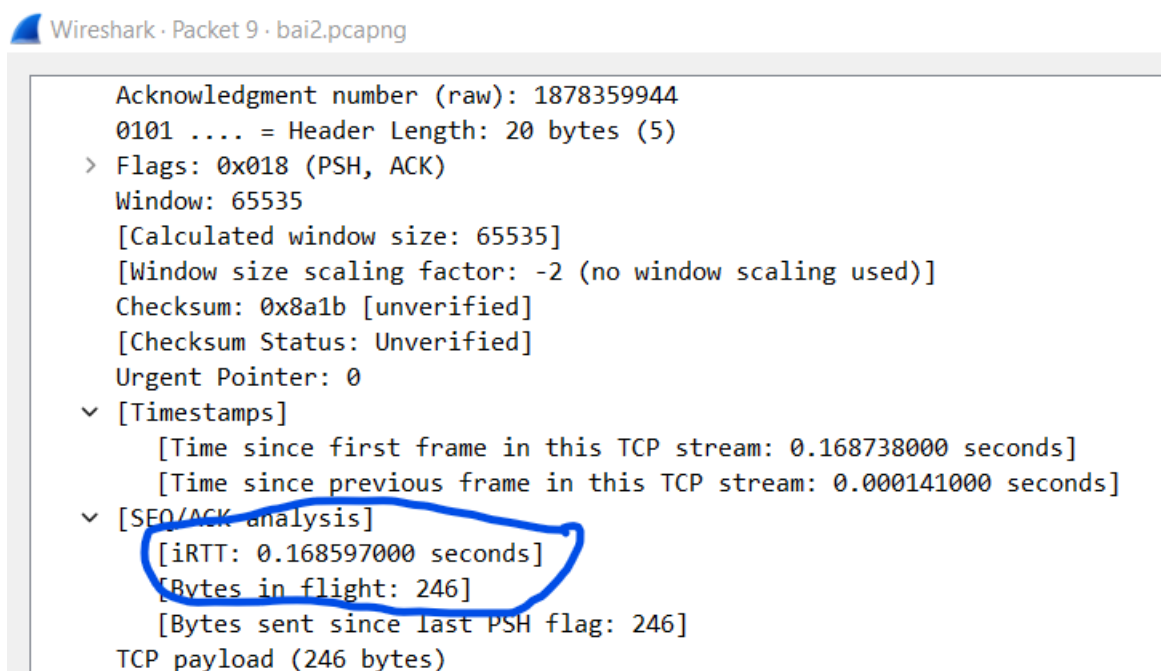 Wireshark · Packet 9 · bai2.pcapng
Acknowledgment number (raw): 1878359944
0101 .... = Header Length: 20 bytes (5)
Flags: 0x018 (PSH, ACK)
Window: 65535
[Calculated window size: 65535]
[Window size scaling factor: -2 (no window scaling used)]
Checksum: 0x8a1b [unverified]
[Checksum Status: Unverified]
Urgent Pointer: 0
[Timestamps]
[Time since first frame in this TCP stream: 0.168738000 seconds]
[Time since previous frame in this TCP stream: 0.000141000 seconds]
[SEQ/ACK analysis]
[iRTT: 0.168597000 seconds]
[Bytes in flight: 246]
[Bytes sent since last PSH flag: 246]
TCP payload (246 bytes)